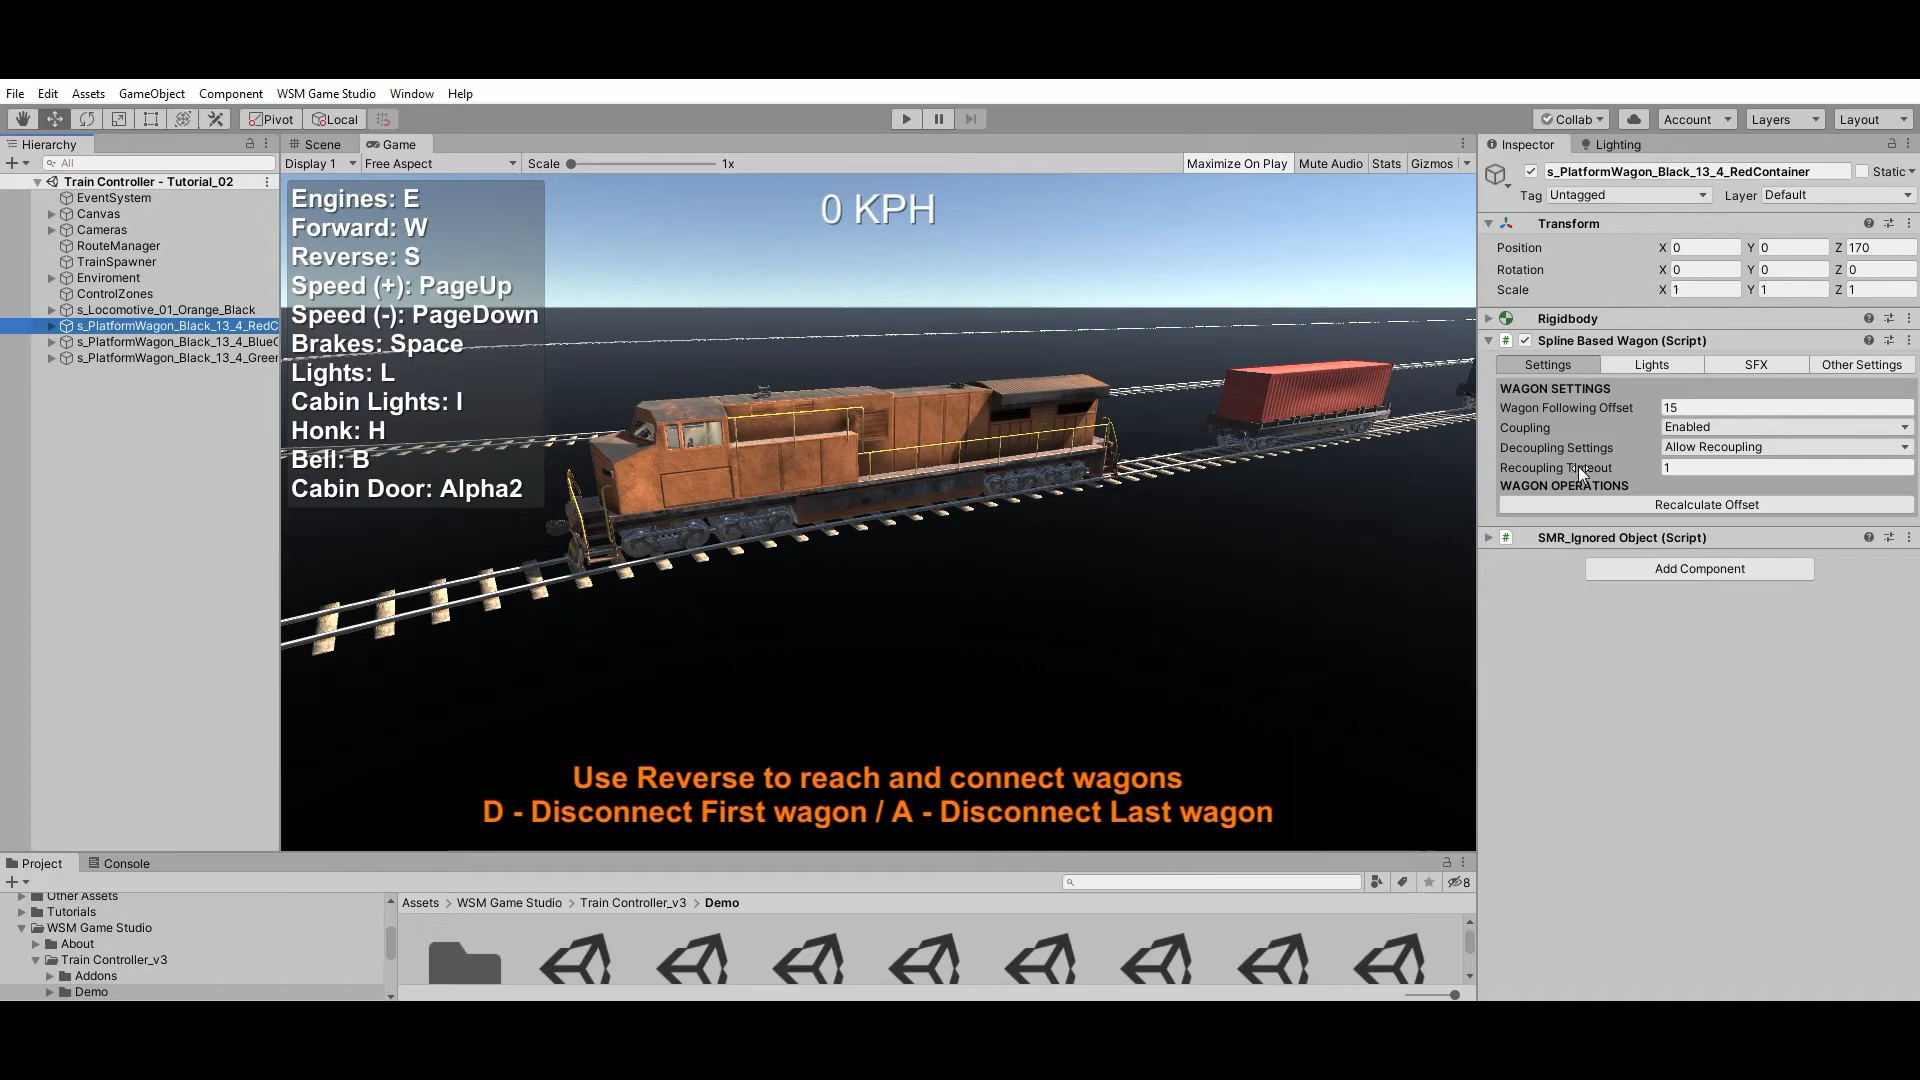 File Edit Assets GameObject Component WSM Game Studio Window Help
Pivot Local Collab Account Layers Layout
Hierarchy
All
Train Controller - Tutorial_02
EventSystem
Canvas
Cameras
RouteManager
TrainSpawner
Enviroment
ControlZones
s_Locomotive_01_Orange_Black
s_PlatformWagon_Black_13_4_RedC
s_PlatformWagon_Black_13_4_BlueC
s_PlatformWagon_Black_13_4_Green
Scene Game
Display 1 Free Aspect Scale 1x Maximize On Play Mute Audio Stats Gizmos
Engines: E
Forward: W
Reverse: S
Speed (+): PageUp
Speed (-): PageDown
Brakes: Space
Lights: L
Cabin Lights: I
Honk: H
Bell: B
Cabin Door: Alpha2
0 KPH
Use Reverse to reach and connect wagons
D - Disconnect First wagon / A - Disconnect Last wagon
Inspector Lighting
s_PlatformWagon_Black_13_4_RedContainer Static
Tag Untagged Layer Default
Transform
Position X 0 Y 0 Z 170
Rotation X 0 Y 0 Z 0
Scale X 1 Y 1 Z 1
Rigidbody
# Spline Based Wagon (Script)
Settings Lights SFX Other Settings
WAGON SETTINGS
Wagon Following Offset 15
Coupling Enabled
Decoupling Settings Allow Recoupling
Recoupling Timeout 1
WAGON OPERATIONS
Recalculate Offset
# SMR_Ignored Object (Script)
Add Component
Project Console
8
Other Assets
Tutorials
WSM Game Studio
About
Train Controller_v3
Addons
Demo
Assets > WSM Game Studio > Train Controller_v3 > Demo